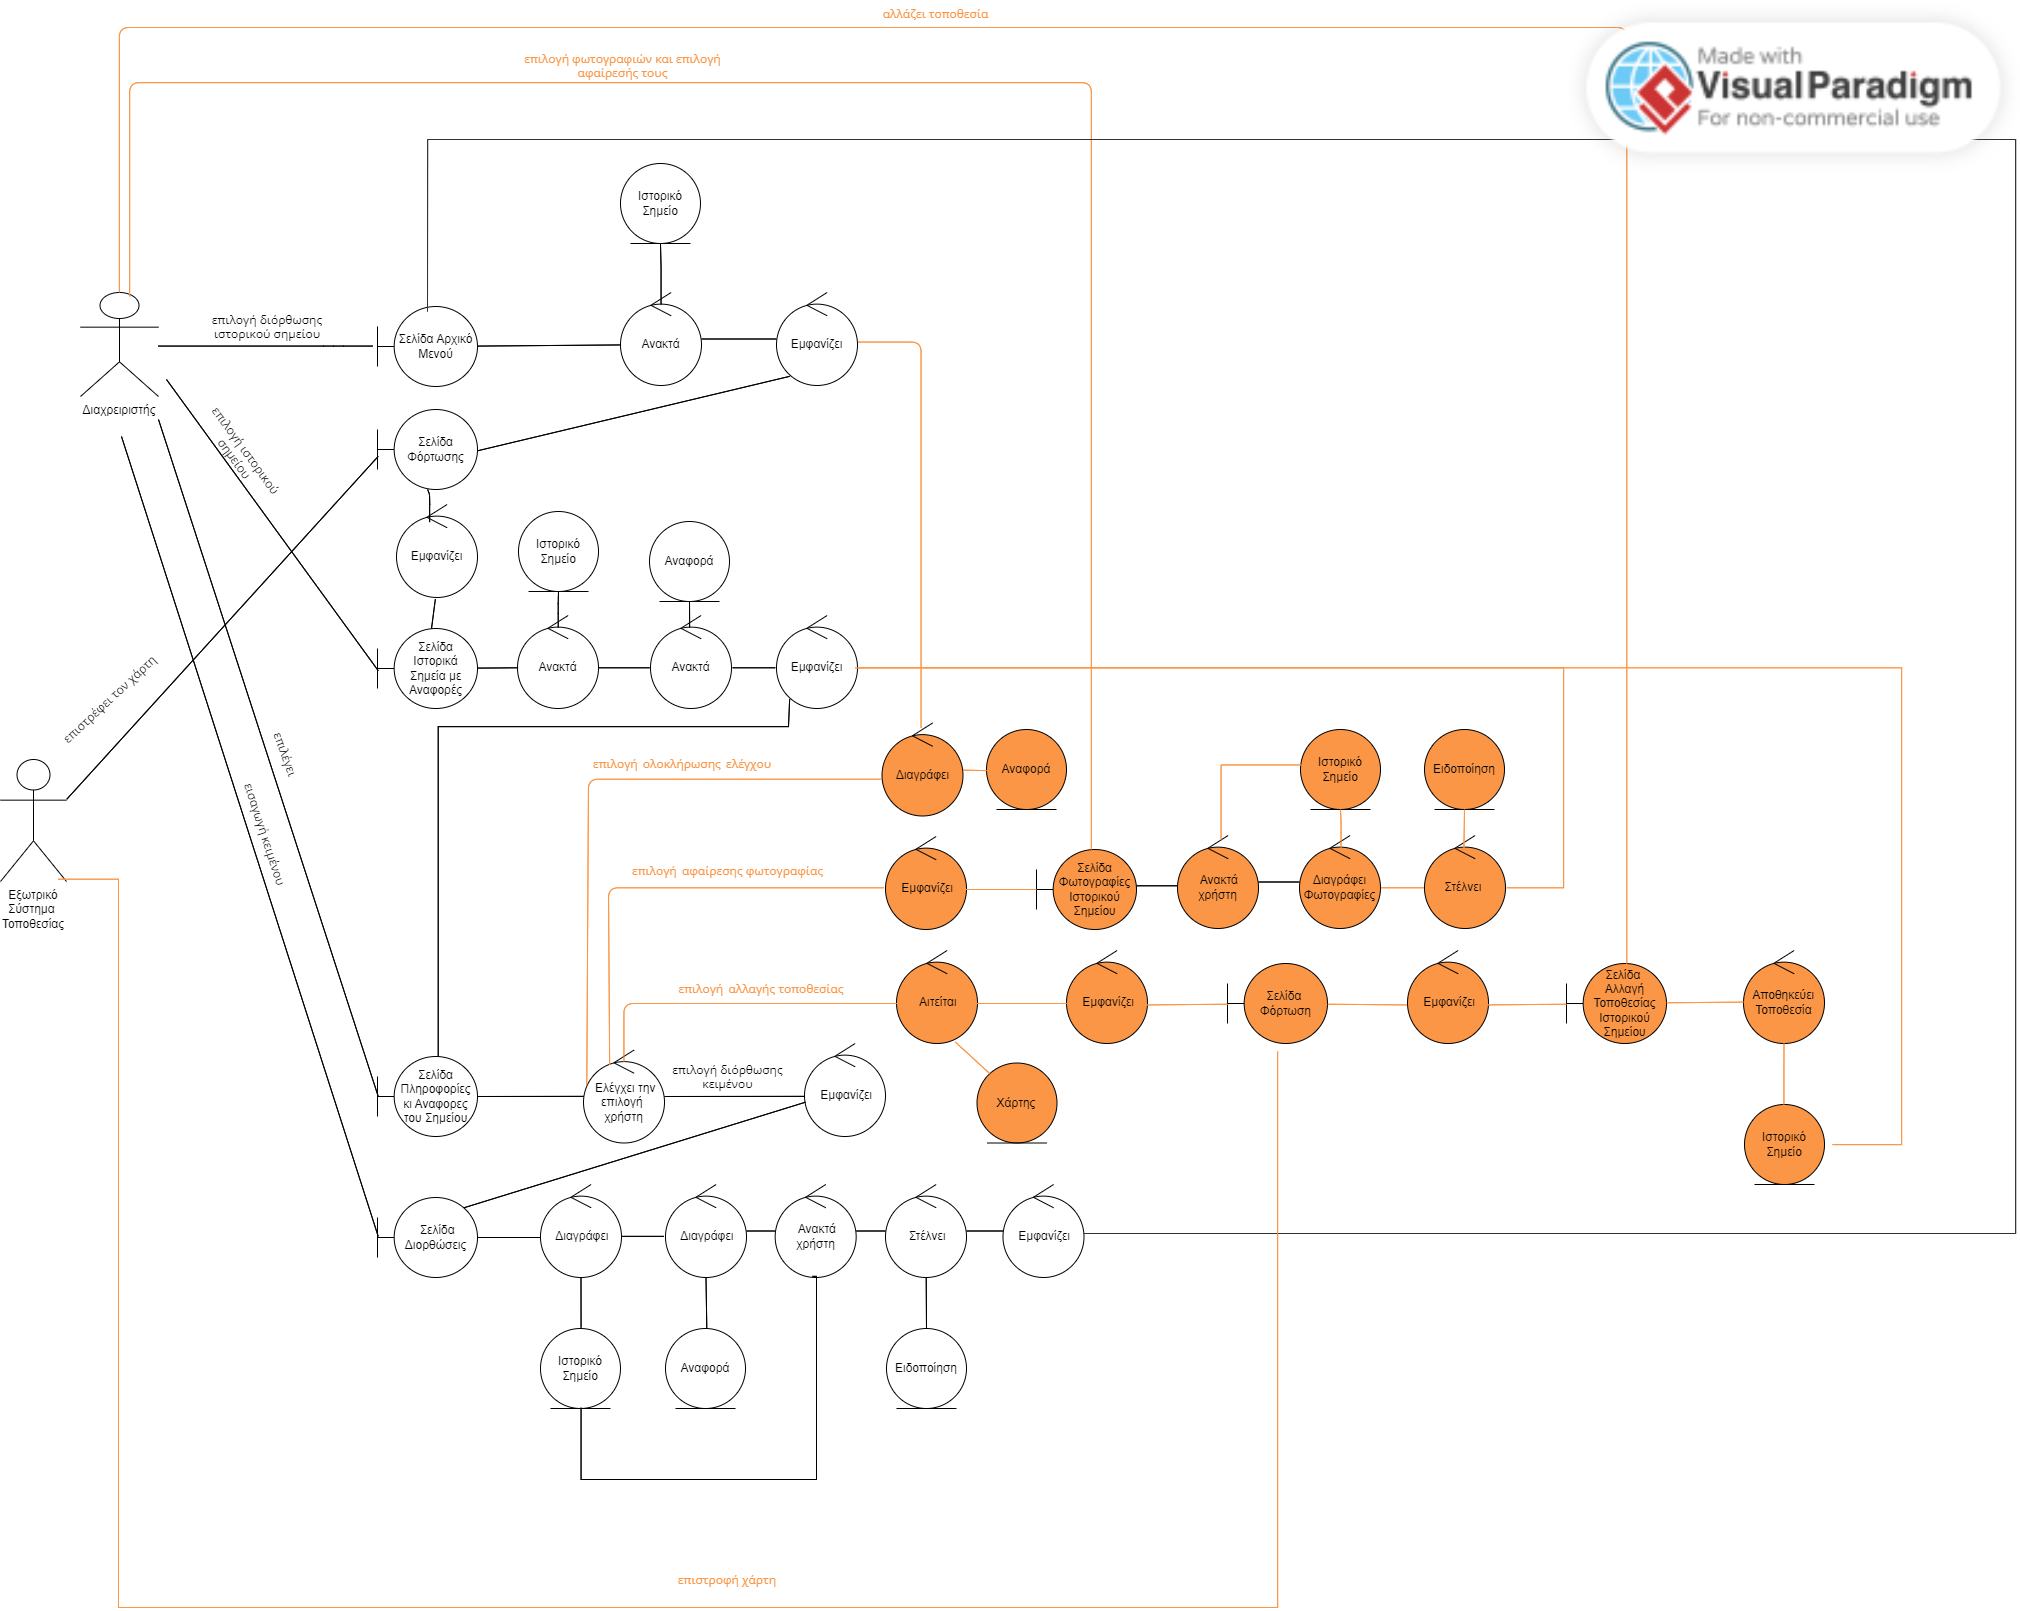 αλλάζει τοποθεσία
επιλογή φωτογραφιών και επιλογή
αφαίρεσής τους
Made with
Visual Paradigm
For non-commercial use
Ιστορικό
Σημείο
επιλογή διόρθωσης
ιστορικού σημείου
Σελίδα Αρχικό
Μενού
Ανακτά
Εμφανίζει
Διαχρειριστής
επιλογή ιστορικού
σημείου
Σελίδα
Φόρτωσης
Εμφανίζει
Ιστορικό
Σημείο
Αναφορά
Σελίδα
Ιστορικά
Σημεία με
Αναφορές
Ανακτά
Ανακτά
Εμφανίζει
επιστρέφει τον χάρτη
επιλέγει
εισαγωγή κειμένου
Εξωτρικό
Σύστημα
Τοποθεσίας
επιλογή ολοκλήρωσης ελέγχου
Διαγράφει
Αναφορά
Ιστορικό
Σημείο
Ειδοποίηση
επιλογή αφαίρεσης φωτογραφίας
Εμφανίζει
Σελίδα
Φωτογραφίες
Ιστορικού
Σημείου
Ανακτά
χρήστη
Διαγράφει
Φωτογραφίες
Στέλνει
επιλογή αλλαγής τοποθεσίας
Αιτείται
Εμφανίζει
Σελίδα
Φόρτωση
Εμφανίζει
Σελίδα
Αλλαγή
Τοποθεσίας
Ιστορικού
Σημείου
Αποθηκεύει
Τοποθεσία
Σελίδα
Πληροφορίες
κι Αναφορες
του Σημείου
Ελέγχει την
επιλογή
χρήστη
επιλογή διόρθωσης
κειμένου
Εμφανίζει
Χάρτης
Ιστορικό
Σημείο
Σελίδα
Διορθώσεις
Διαγράφει
Διαγράφει
Ανακτά
χρήστη
Στέλνει
Εμφανίζει
Ιστορικό
Σημείο
Αναφορά
Ειδοποίηση
επιστροφή χάρτη